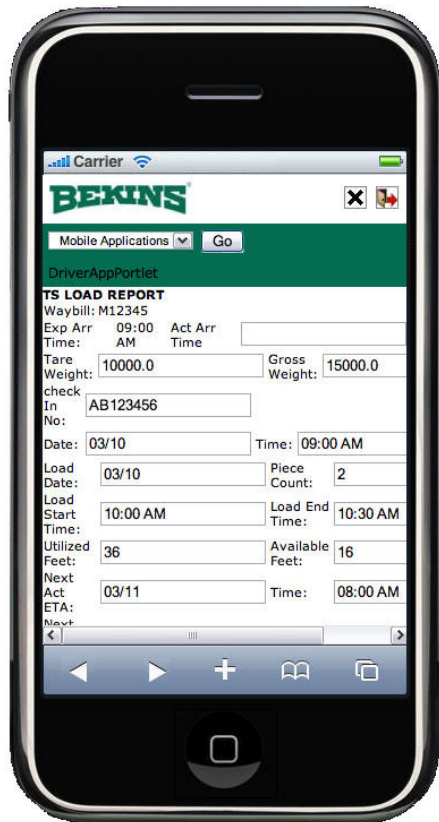 Carrier
BEKINS
Mobile Applications Go
DriverAppPortlet
TS LOAD REPORT
Waybill: M12345
Exp Arr Time: 09:00 AM Act Arr Time
Tare Weight: 10000.0 Gross Weight: 15000.0
check In No: AB123456
Date: 03/10 Time: 09:00 AM
Load Date: 03/10 Piece Count: 2
Load Start Time: 10:00 AM Load End Time: 10:30 AM
Utilized Feet: 36 Available Feet: 16
Next Act ETA: 03/11 Time: 08:00 AM
Next